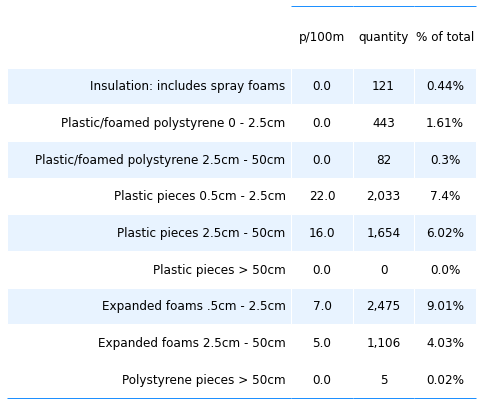 p/100m quantity % of total
Insulation: includes spray foams 0.0 121 0.44%
Plastic/foamed polystyrene 0 - 2.5cm 0.0 443 1.61%
Plastic/foamed polystyrene 2.5cm - 50cm 0.0 82 0.3%
Plastic pieces 0.5cm - 2.5cm 22.0 2,033 7.4%
Plastic pieces 2.5cm - 50cm 16.0 1,654 6.02%
Plastic pieces > 50cm 0.0 0 0.0%
Expanded foams .5cm - 2.5cm 7.0 2,475 9.01%
Expanded foams 2.5cm - 50cm 5.0 1,106 4.03%
Polystyrene pieces > 50cm 0.0 5 0.02%